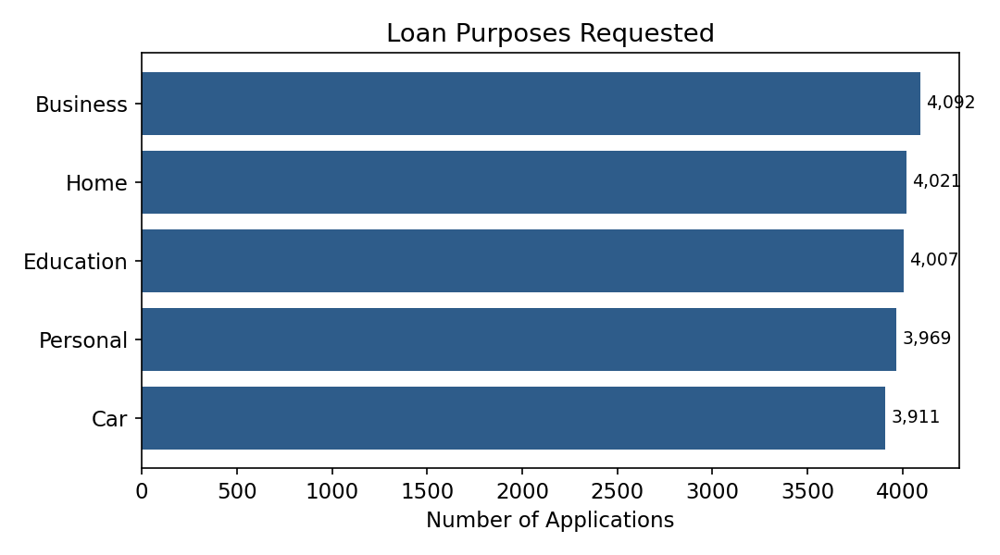 Loan Purposes Requested
Business 4,092
Home 4,021
Education 4,007
Personal 3,969
Car 3,911
0 500 1000 1500 2000 2500 3000 3500 4000
Number of Applications